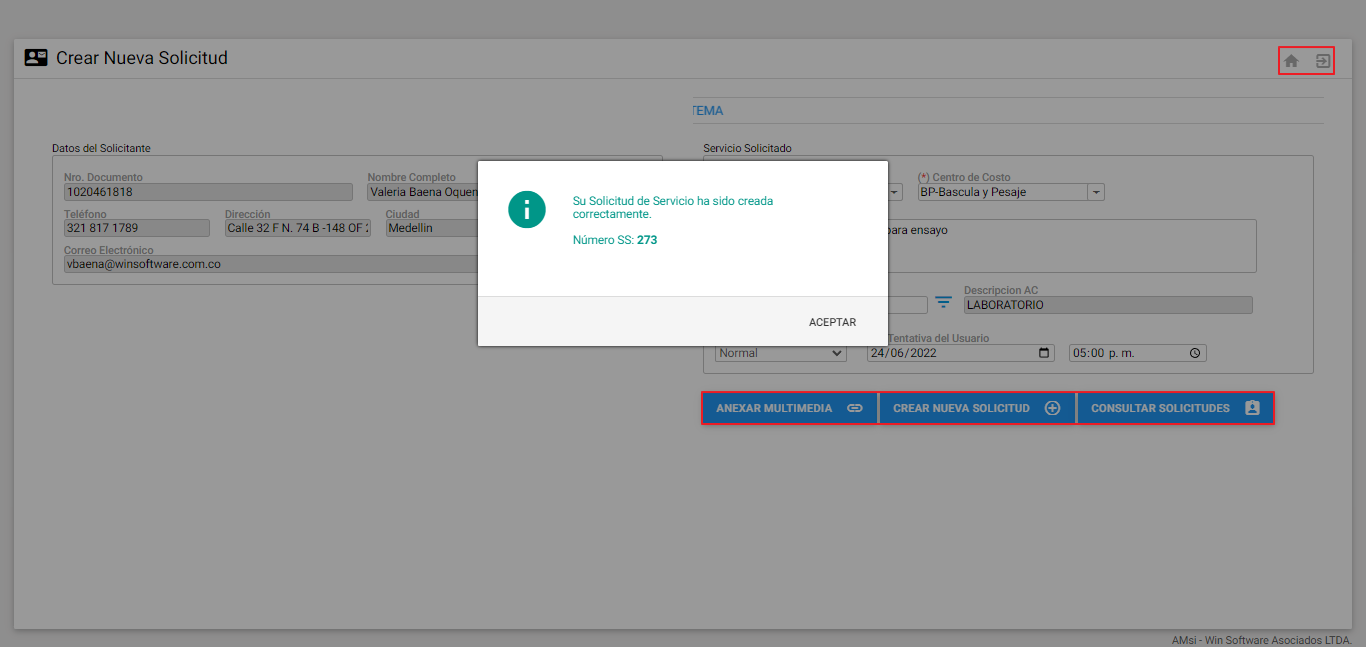 Crear Nueva Solicitud
TEMA
Datos del Solicitante
Nro. Documento
Nombre Completo
1020461818
Valeria Baena Oquen
Teléfono
Dirección
Ciudad
321 817 1789
Calle 32 F N. 74 B -148 OF
Medellin
Correo Electrónico
vbaena@winsoftware.com.co
Servicio Solicitado
(*) Centro de Costo
BP-Bascula y Pesaje
para ensayo
Descripcion AC
LABORATORIO
Tentativa del Usuario
Normal
24/06/2022
05:00 p. m.
Su Solicitud de Servicio ha sido creada
correctamente.
Número SS: 273
ACEPTAR
ANEXAR MULTIMEDIA
CREAR NUEVA SOLICITUD
CONSULTAR SOLICITUDES
AMsi - Win Software Asociados LTDA.